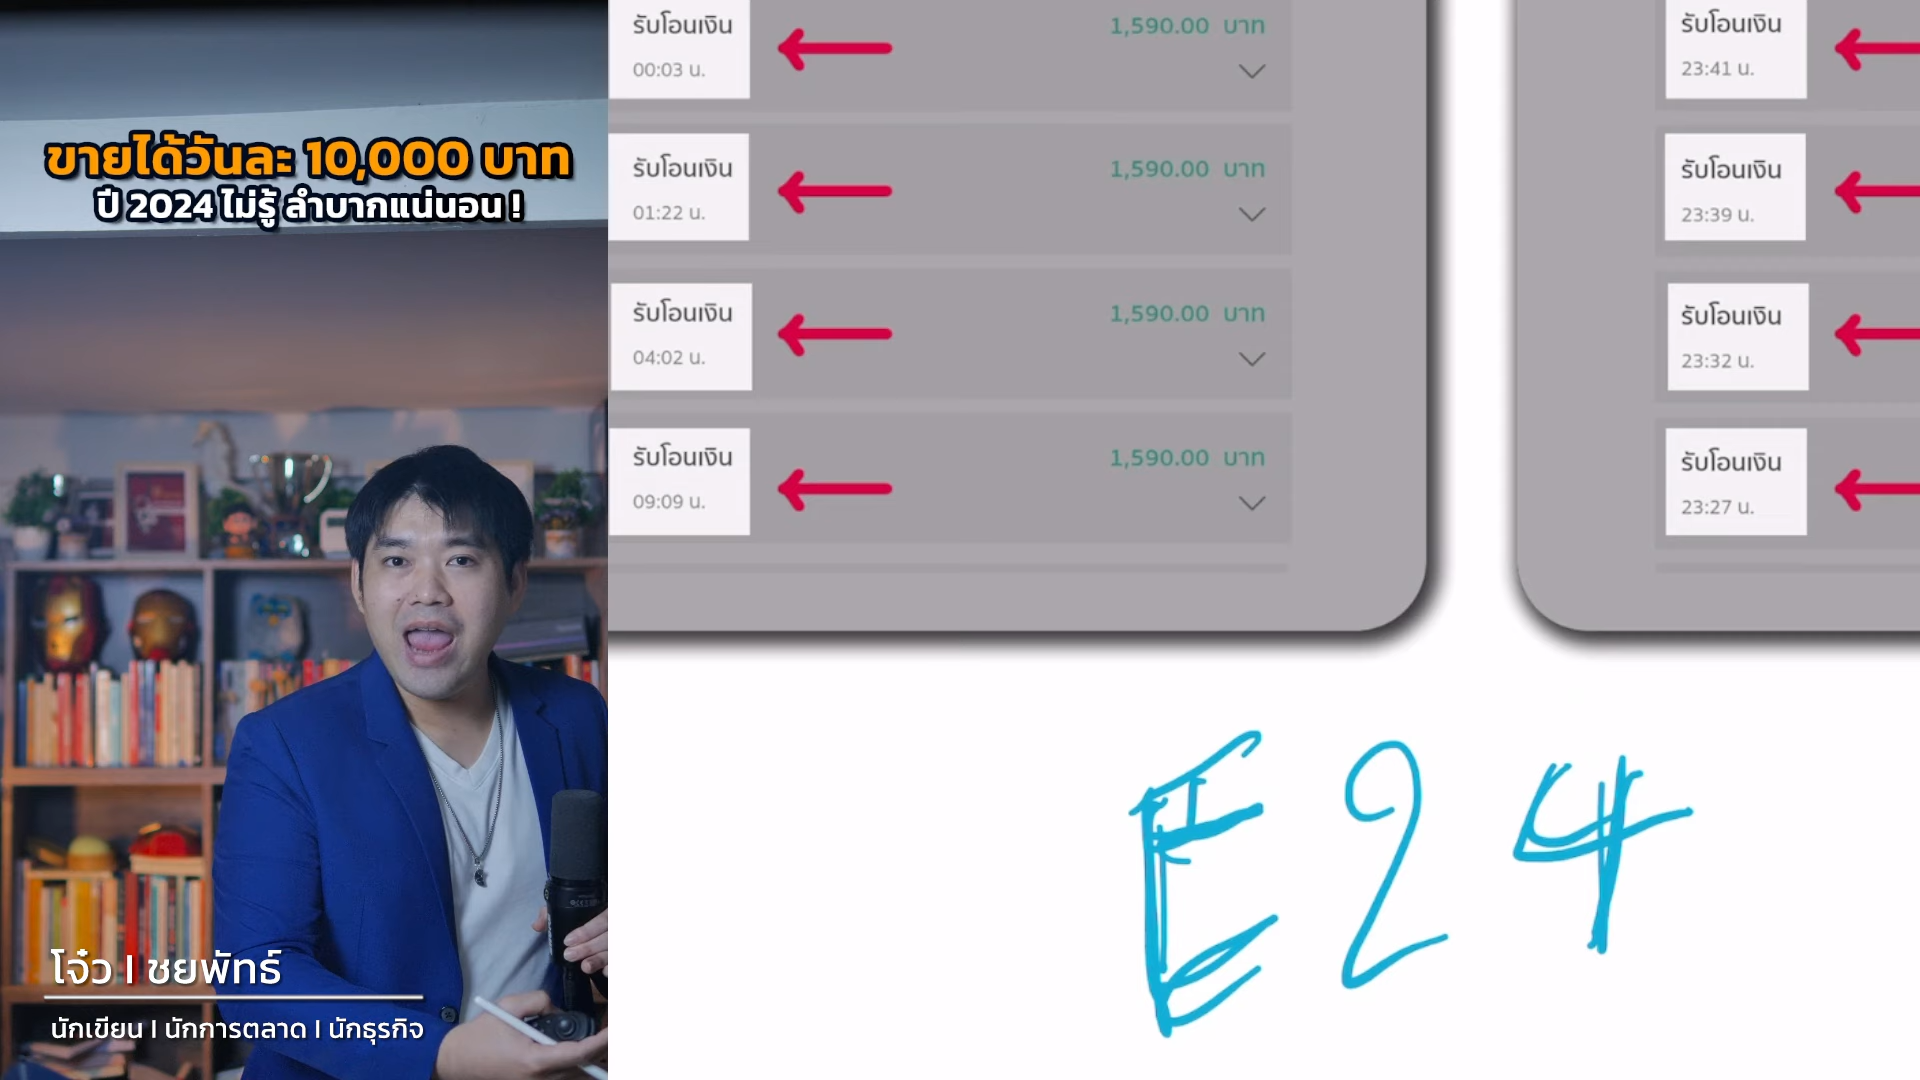 ขายได้วันละ 10,000 บาท
ปี 2024 ไม่รู้ ลำบากแน่นอน !
โจ๋ว I ชยพัทธ์
นักเขียน I นักการตลาด I นักธุรกิจ
รับโอนเงิน 1,590.00 บาท
00:03 น.
รับโอนเงิน 1,590.00 บาท
01:22 น.
รับโอนเงิน 1,590.00 บาท
04:02 น.
รับโอนเงิน 1,590.00 บาท
09:09 น.
รับโอนเงิน
23:41 น.
รับโอนเงิน
23:39 น.
รับโอนเงิน
23:32 น.
รับโอนเงิน
23:27 น.
E24